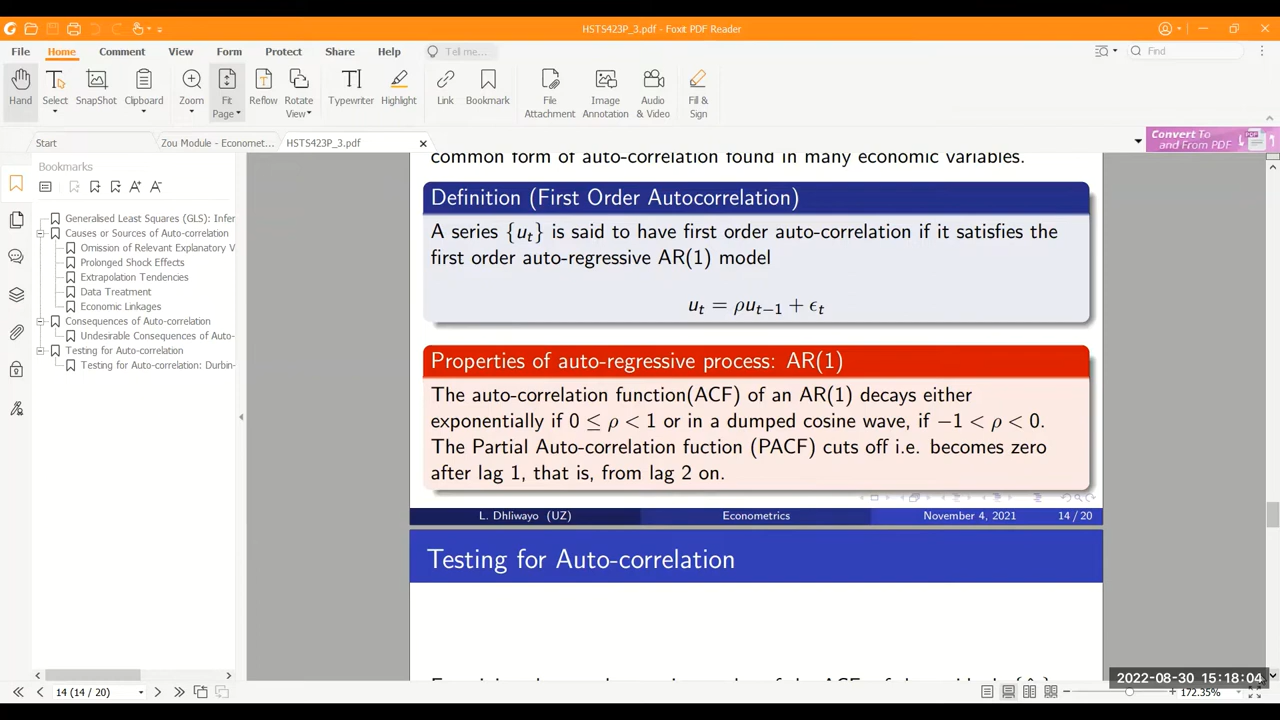 HSTS423P_3.pdf - Foxit PDF Reader
File Home Comment View Form Protect Share Help Tell me... Find
Hand Select SnapShot Clipboard Zoom Fit Page Reflow Rotate View Typewriter Highlight Link Bookmark File Attachment Image Annotation Audio & Video Fill & Sign
Start Zou Module - Economet... HSTS423P_3.pdf
Convert To
and From PDF
Bookmarks
Generalised Least Squares (GLS): Infer
Causes or Sources of Auto-correlation
Omission of Relevant Explanatory V
Prolonged Shock Effects
Extrapolation Tendencies
Data Treatment
Economic Linkages
Consequences of Auto-correlation
Undesirable Consequences of Auto-
Testing for Auto-correlation
Testing for Auto-correlation: Durbin-
common form of auto-correlation found in many economic variables.
Definition (First Order Autocorrelation)
A series {uₜ} is said to have first order auto-correlation if it satisfies the
first order auto-regressive AR(1) model
uₜ = ρuₜ₋₁ + ϵₜ
Properties of auto-regressive process: AR(1)
The auto-correlation function(ACF) of an AR(1) decays either
exponentially if 0 ≤ ρ < 1 or in a dumped cosine wave, if −1 < ρ < 0.
The Partial Auto-correlation fuction (PACF) cuts off i.e. becomes zero
after lag 1, that is, from lag 2 on.
L. Dhliwayo (UZ) Econometrics November 4, 2021 14 / 20
Testing for Auto-correlation
14 (14 / 20)
2022-08-30 15:18:04
172.35%